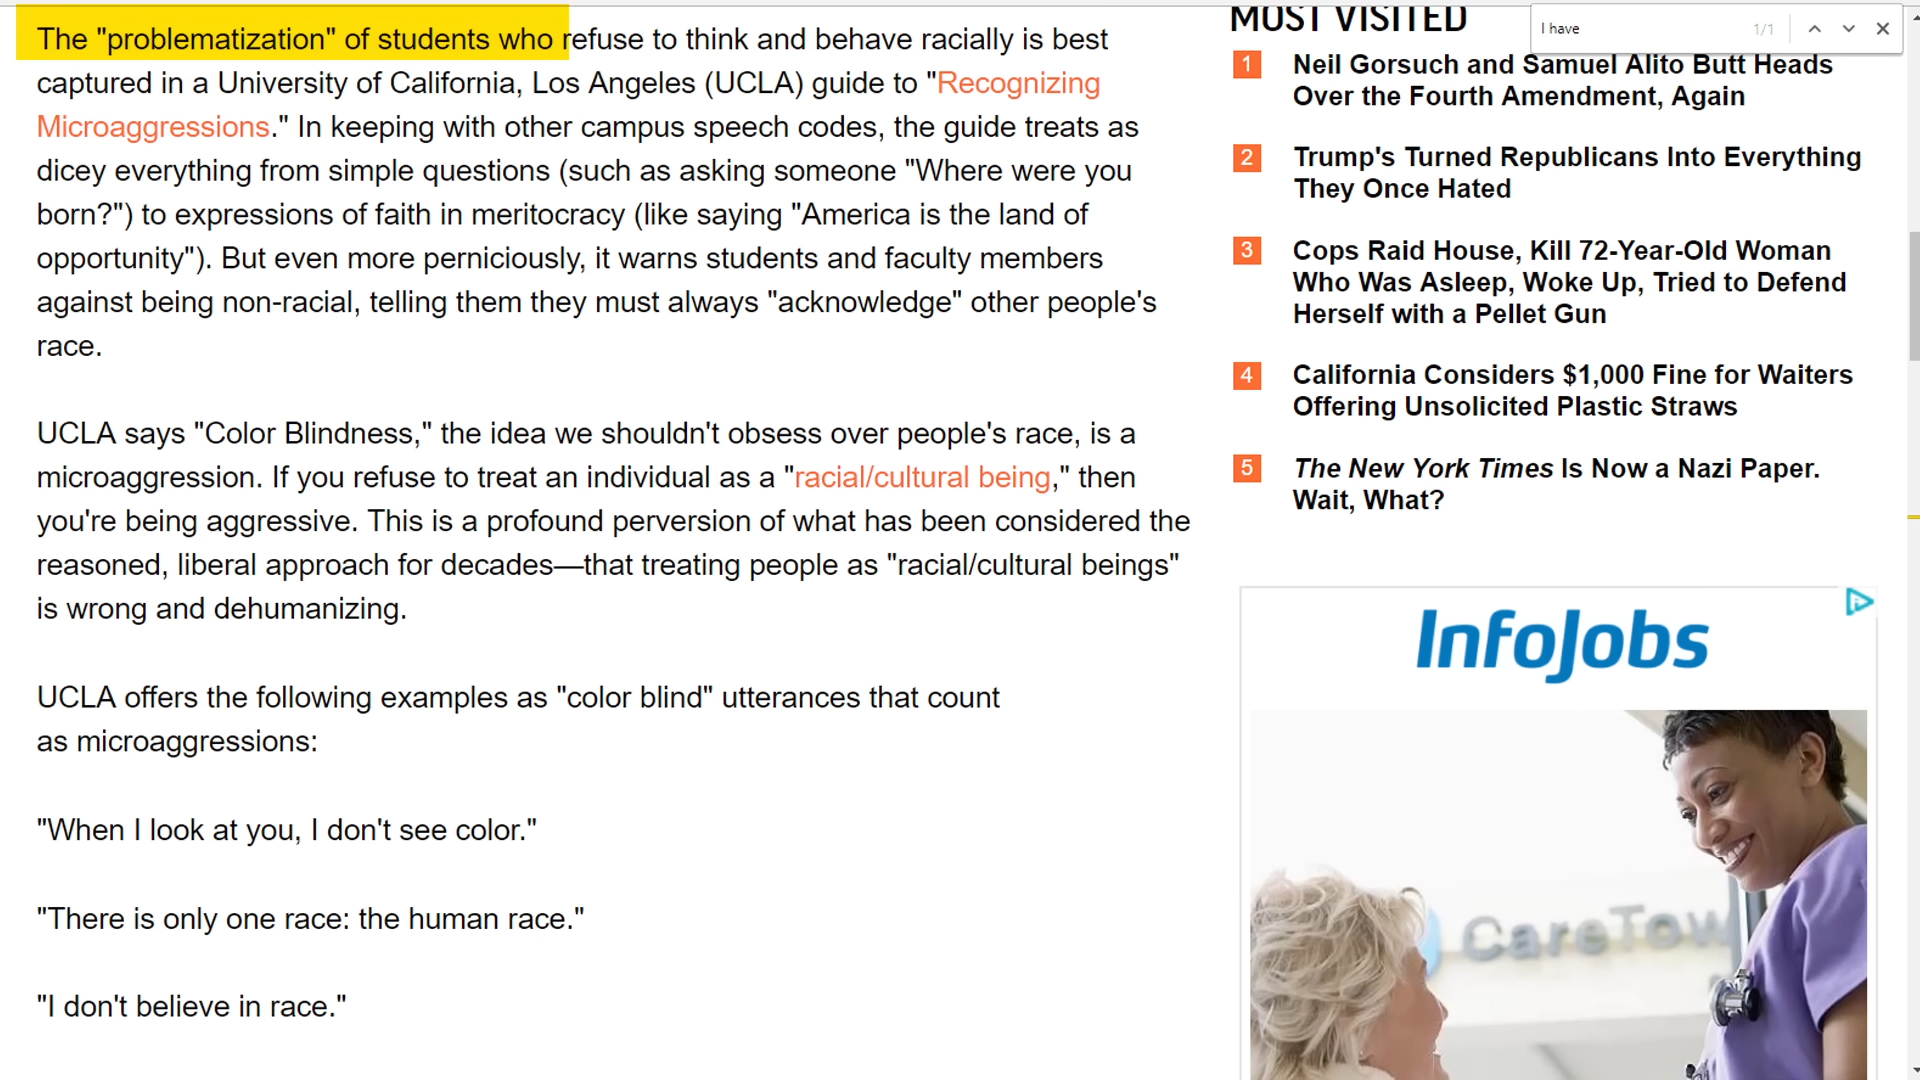 The "problematization" of students who refuse to think and behave racially is best
captured in a University of California, Los Angeles (UCLA) guide to "Recognizing
Microaggressions." In keeping with other campus speech codes, the guide treats as
dicey everything from simple questions (such as asking someone "Where were you
born?") to expressions of faith in meritocracy (like saying "America is the land of
opportunity"). But even more perniciously, it warns students and faculty members
against being non-racial, telling them they must always "acknowledge" other people's
race.
UCLA says "Color Blindness," the idea we shouldn't obsess over people's race, is a
microaggression. If you refuse to treat an individual as a "racial/cultural being," then
you're being aggressive. This is a profound perversion of what has been considered the
reasoned, liberal approach for decades—that treating people as "racial/cultural beings"
is wrong and dehumanizing.
UCLA offers the following examples as "color blind" utterances that count
as microaggressions:
"When I look at you, I don't see color."
"There is only one race: the human race."
"I don't believe in race."
MOST VISITED
I have 1/1
1 Neil Gorsuch and Samuel Alito Butt Heads
Over the Fourth Amendment, Again
2 Trump's Turned Republicans Into Everything
They Once Hated
3 Cops Raid House, Kill 72-Year-Old Woman
Who Was Asleep, Woke Up, Tried to Defend
Herself with a Pellet Gun
4 California Considers $1,000 Fine for Waiters
Offering Unsolicited Plastic Straws
5 The New York Times Is Now a Nazi Paper.
Wait, What?
InfoJobs
CareTow